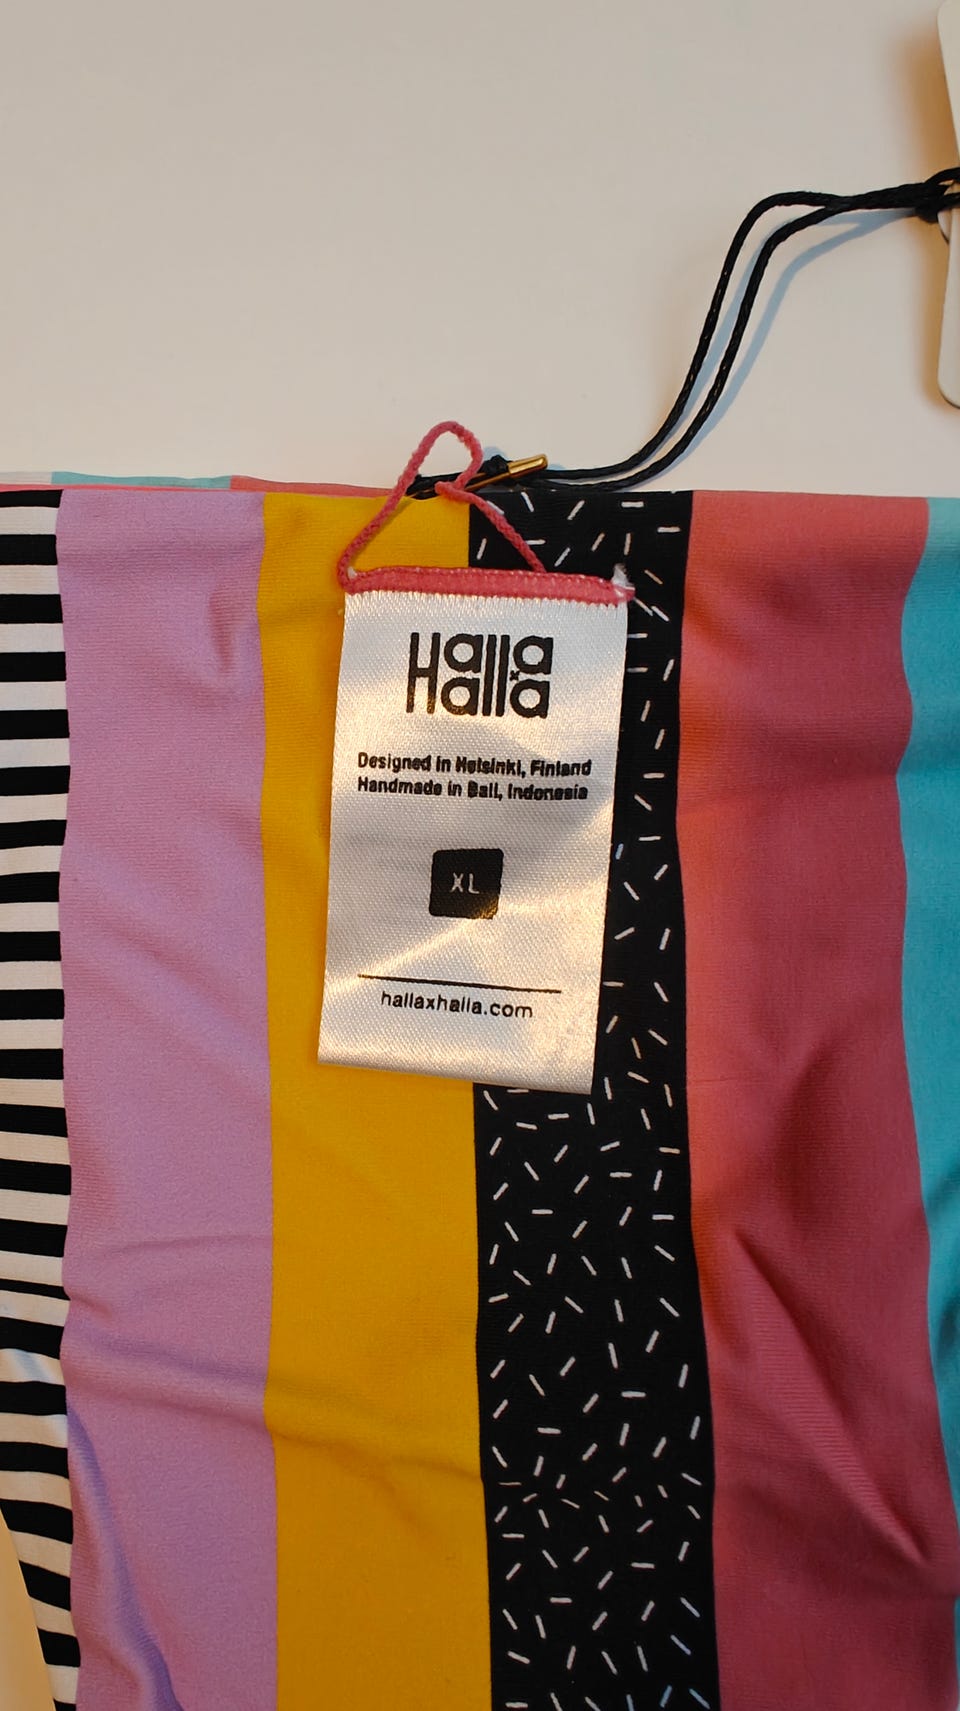 Halla
x
Halla
Designed in Helsinki, Finland
Handmade in Bali, Indonesia
XL
hallaxhalla.com